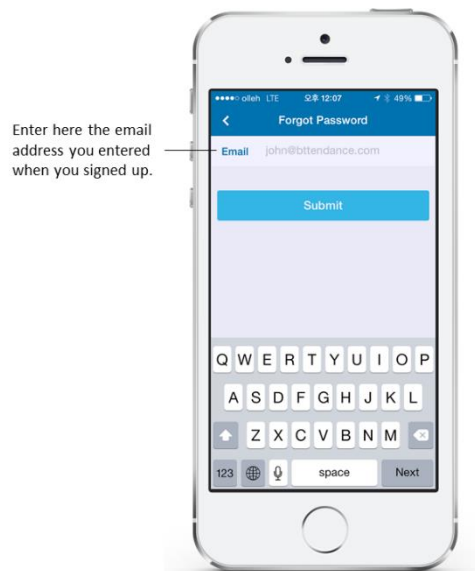 Enter here the email
address you entered
when you signed up.
olleh LTE 오후 12:07 49%
Forgot Password
Email john@bttendance.com
Submit
Q W E R T Y U I O P
A S D F G H J K L
Z X C V B N M
123 space Next